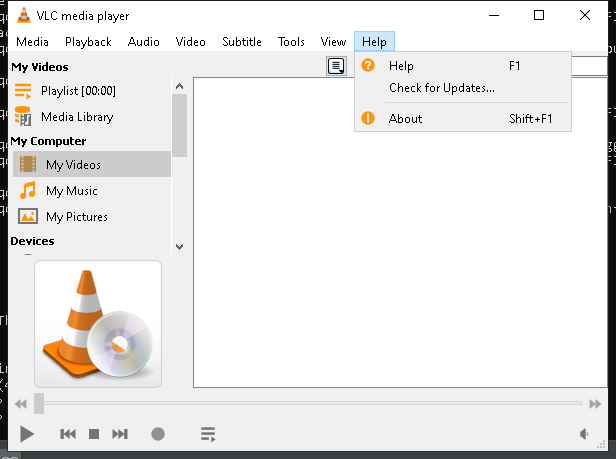 VLC media player
Media Playback Audio Video Subtitle Tools View Help
My Videos
Playlist [00:00]
Media Library
My Computer
My Videos
My Music
My Pictures
Devices
Help F1
Check for Updates...
About Shift+F1